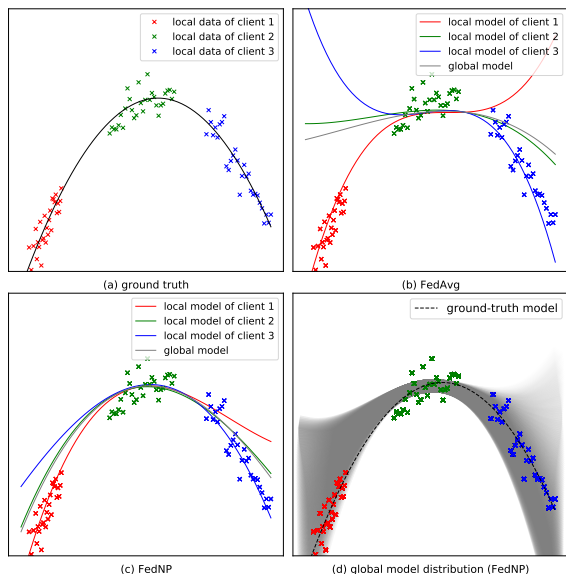 local data of client 1
local data of client 2
local data of client 3
(a) ground truth
local model of client 1
local model of client 2
local model of client 3
global model
(b) FedAvg
local model of client 1
local model of client 2
local model of client 3
global model
(c) FedNP
ground-truth model
(d) global model distribution (FedNP)